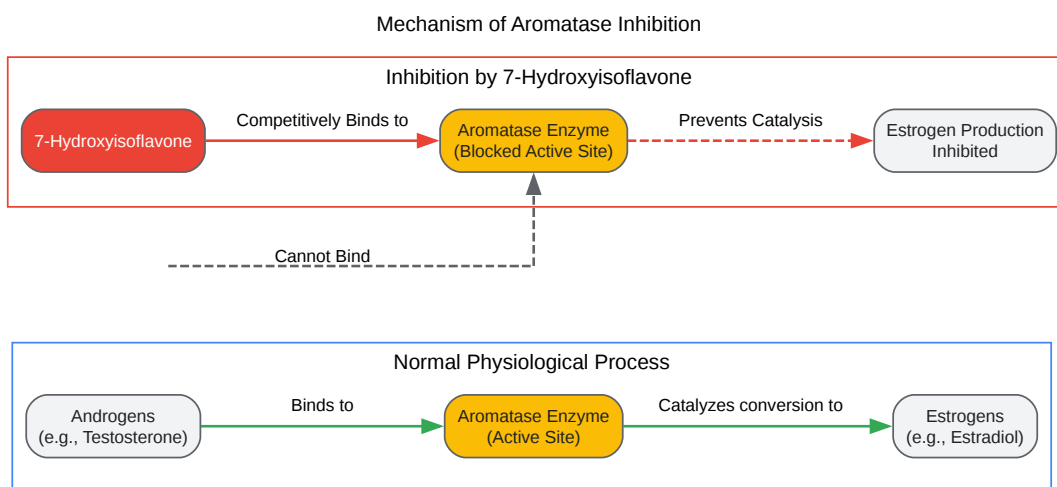 Mechanism of Aromatase Inhibition
Inhibition by 7-Hydroxyisoflavone
7-Hydroxyisoflavone
Competitively Binds to
Aromatase Enzyme
(Blocked Active Site)
Prevents Catalysis
Estrogen Production
Inhibited
Cannot Bind
Normal Physiological Process
Androgens
(e.g., Testosterone)
Binds to
Aromatase Enzyme
(Active Site)
Catalyzes conversion to
Estrogens
(e.g., Estradiol)